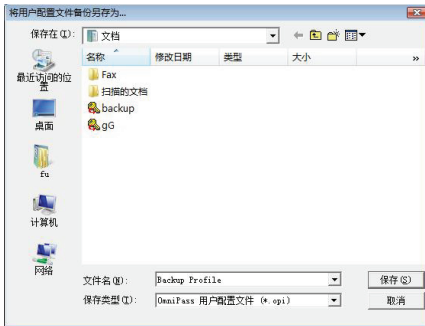 将用户配置文件备份另存为...
保存在(I):
文档
名称
修改日期
类型
大小
»
Fax
扫描的文档
backup
gG
最近访问的位置
桌面
fu
计算机
网络
文件名(N):
Backup Profile
保存(S)
保存类型(T):
OmniPass 用户配置文件 (*.opi)
取消